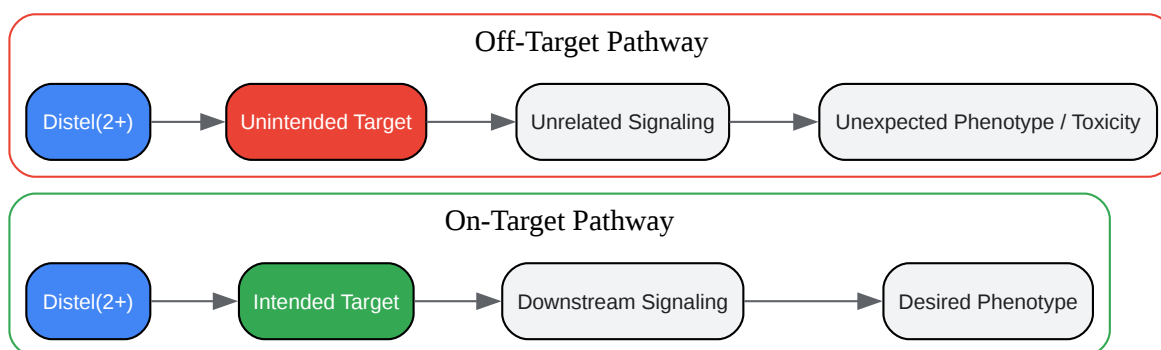 Off-Target Pathway
Distel(2+) Unintended Target Unrelated Signaling Unexpected Phenotype / Toxicity
On-Target Pathway
Distel(2+) Intended Target Downstream Signaling Desired Phenotype